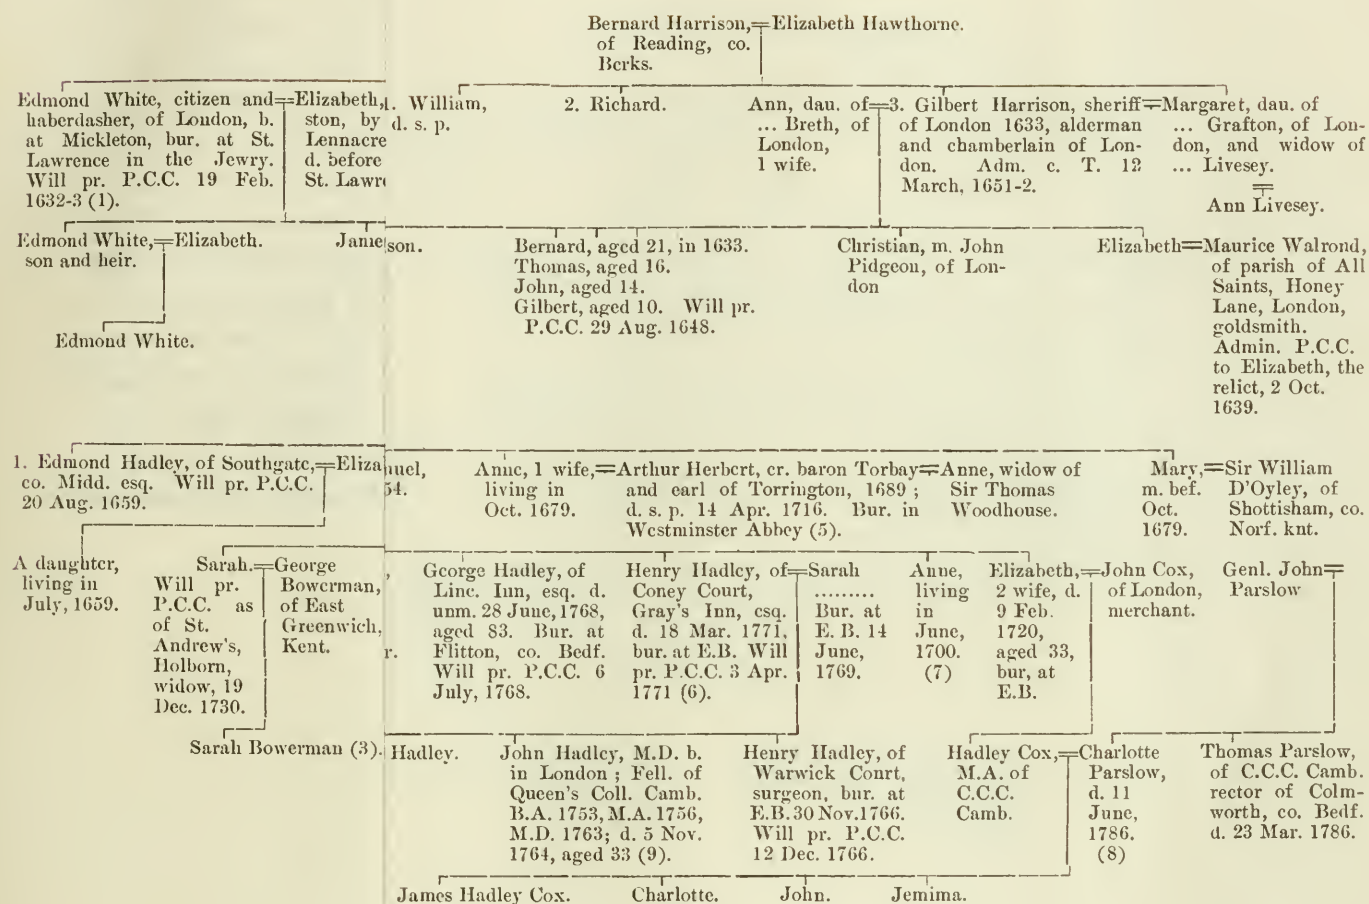 Bernard Harrison,=Elizabeth Hawthorne.
of Reading, co.
Berks.
Edmond White, citizen and=
haberdasher, of London, b.
at Mickleton, bur. at St.
Lawrence in the Jewry.
Will pr. P.C.C. 19 Feb.
1632-3 (1).
Elizabeth,
ston, by
Lennacre
d. before
St. Lawr
1. William,
d. s. p.
2. Richard.
Ann, dau. of=
... Breth, of
London,
1 wife.
3. Gilbert Harrison, sheriff=
of London 1633, alderman
and chamberlain of Lon-
don. Adm. c. T. 12
March, 1651-2.
Margaret, dau. of
... Grafton, of Lon-
don, and widow of
... Livesey.
=
Ann Livesey.
Edmond White,=Elizabeth.
son and heir.
Edmond White.
Jane
son.
Bernard, aged 21, in 1633.
Thomas, aged 16.
John, aged 14.
Gilbert, aged 10. Will pr.
P.C.C. 29 Aug. 1648.
Christian, m. John
Pidgeon, of Lon-
don
Elizabeth=Maurice Walrond,
of parish of All
Saints, Honey
Lane, London,
goldsmith.
Admin. P.C.C.
to Elizabeth, the
relict, 2 Oct.
1639.
1. Edmond Hadley, of Southgate,=Eliza
co. Midd. esq. Will pr. P.C.C.
20 Aug. 1659.
nuel,
54.
Anne, 1 wife,=
living in
Oct. 1679.
Arthur Herbert, cr. baron Torbay=
and earl of Torrington, 1689 ;
d. s. p. 14 Apr. 1716. Bur. in
Westminster Abbey (5).
Anne, widow of
Sir Thomas
Woodhouse.
Mary,=
m. bef.
Oct.
1679.
Sir William
D'Oyley, of
Shottisham, co.
Norf. knt.
A daughter,
living in
July, 1659.
Sarah.=
Will pr.
P.C.C. as
of St.
Andrew's,
Holborn,
widow, 19
Dec. 1730.
George
Bowerman,
of East
Greenwich,
Kent.
,
r.
George Hadley, of
Linc. Inn, esq. d.
unm. 28 June, 1768,
aged 83. Bur. at
Flitton, co. Bedf.
Will pr. P.C.C. 6
July, 1768.
Henry Hadley, of=
Coney Court,
Gray's Inn, esq.
d. 18 Mar. 1771,
bur. at E.B. Will
pr. P.C.C. 3 Apr.
1771 (6).
Sarah
.........
Bur. at
E. B. 14
June,
1769.
Anne,
living
in
June,
1700.
(7)
Elizabeth,=
2 wife, d.
9 Feb.
1720,
aged 33,
bur, at
E.B.
John Cox,
of London,
merchant.
Genl. John=
Parslow
Sarah Bowerman (3).
Hadley.
John Hadley, M.D. b.
in London ; Fell. of
Queen's Coll. Camb.
B.A. 1753, M.A. 1756,
M.D. 1763; d. 5 Nov.
1764, aged 33 (9).
Henry Hadley, of
Warwick Court,
surgeon, bur. at
E.B. 30 Nov. 1766.
Will pr. P.C.C.
12 Dec. 1766.
Hadley Cox,=
M.A. of
C.C.C.
Camb.
Charlotte
Parslow,
d. 11
June,
1786.
(8)
Thomas Parslow,
of C.C.C. Camb.
rector of Colm-
worth, co. Bedf.
d. 23 Mar. 1786.
James Hadley Cox. Charlotte. John. Jemima.